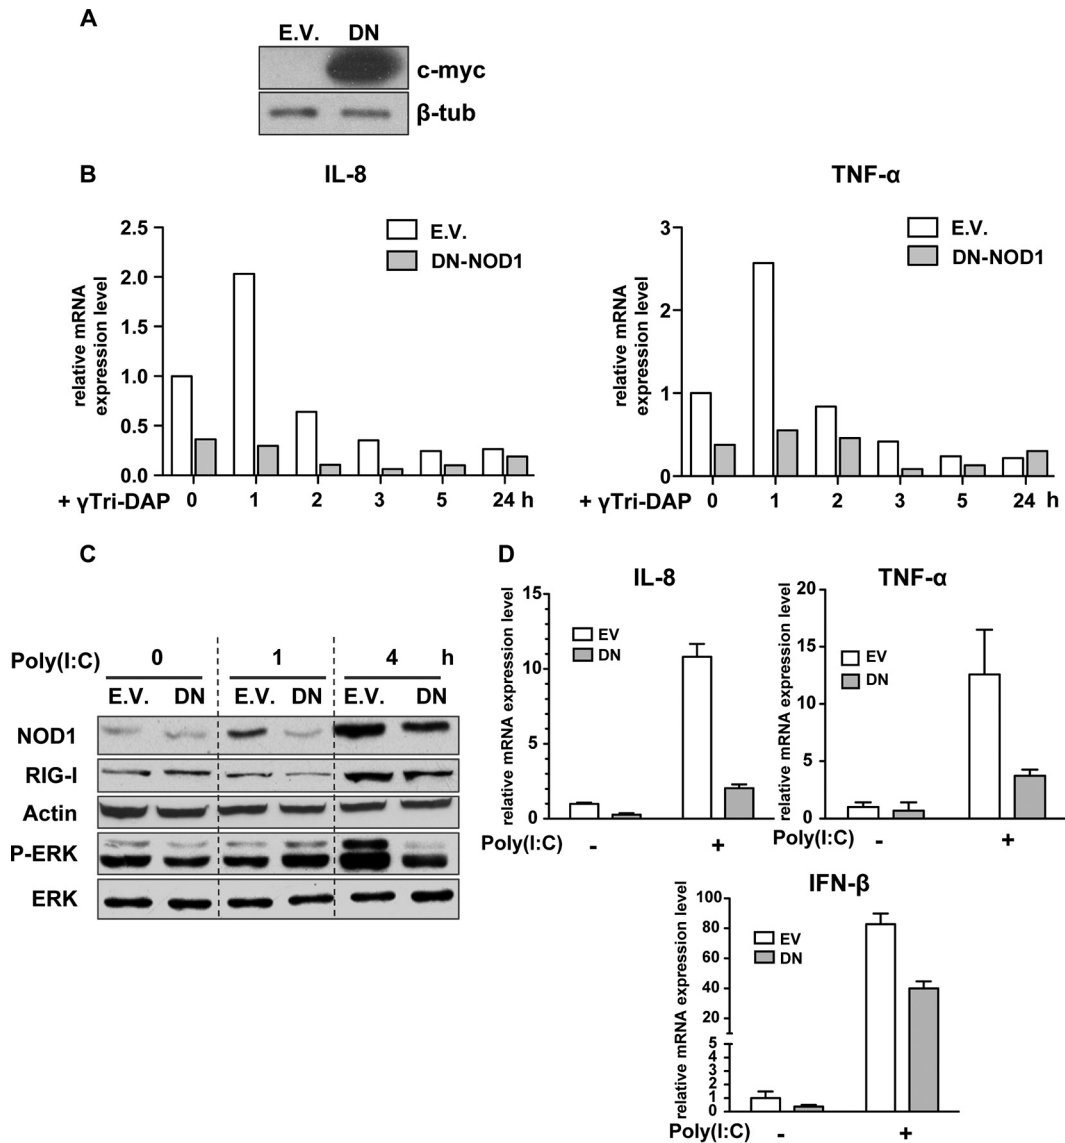 A
E.V. DN
c-myc
β-tub
B
IL-8
relative mRNA
expression level
2.5
2.0
1.5
1.0
0.5
0.0
E.V.
DN-NOD1
+ γTri-DAP 0 1 2 3 5 24 h
TNF-α
relative mRNA
expression level
3
2
1
0
E.V.
DN-NOD1
+ γTri-DAP 0 1 2 3 5 24 h
C
Poly(I:C) 0 1 4 h
E.V. DN E.V. DN E.V. DN
NOD1
RIG-I
Actin
P-ERK
ERK
D
IL-8
relative mRNA expression level
15
10
5
0
EV
DN
Poly(I:C) - +
TNF-α
relative mRNA expression level
20
15
10
5
0
EV
DN
Poly(I:C) - +
IFN-β
relative mRNA expression level
100
80
60
40
20
5
4
3
2
1
0
EV
DN
Poly(I:C) - +